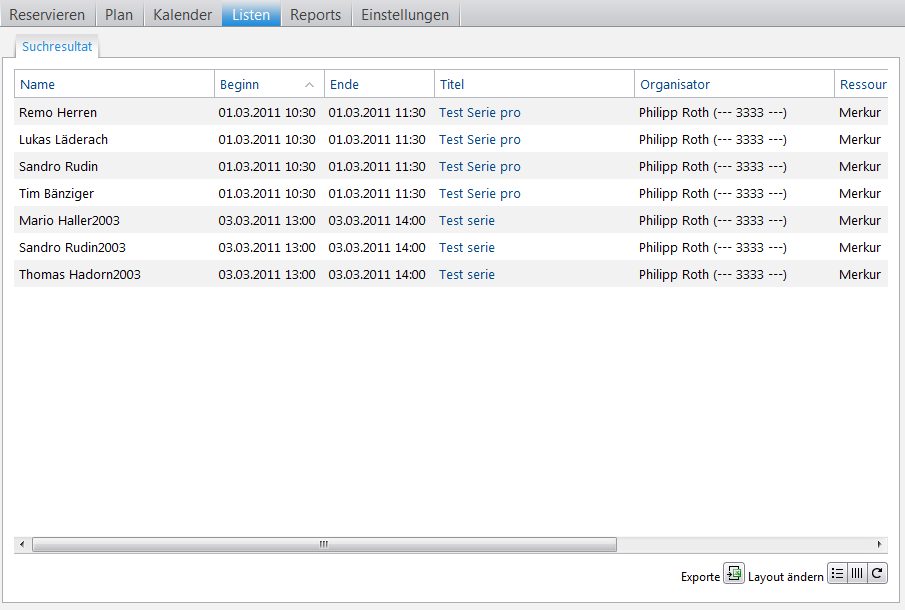 Reservieren Plan Kalender Listen Reports Einstellungen
Suchresultat
Name Beginn Ende Titel Organisator Ressour
Remo Herren 01.03.2011 10:30 01.03.2011 11:30 Test Serie pro Philipp Roth (--- 3333 ---) Merkur
Lukas Läderach 01.03.2011 10:30 01.03.2011 11:30 Test Serie pro Philipp Roth (--- 3333 ---) Merkur
Sandro Rudin 01.03.2011 10:30 01.03.2011 11:30 Test Serie pro Philipp Roth (--- 3333 ---) Merkur
Tim Bänziger 01.03.2011 10:30 01.03.2011 11:30 Test Serie pro Philipp Roth (--- 3333 ---) Merkur
Mario Haller2003 03.03.2011 13:00 03.03.2011 14:00 Test serie Philipp Roth (--- 3333 ---) Merkur
Sandro Rudin2003 03.03.2011 13:00 03.03.2011 14:00 Test serie Philipp Roth (--- 3333 ---) Merkur
Thomas Hadorn2003 03.03.2011 13:00 03.03.2011 14:00 Test serie Philipp Roth (--- 3333 ---) Merkur
Exporte Layout ändern